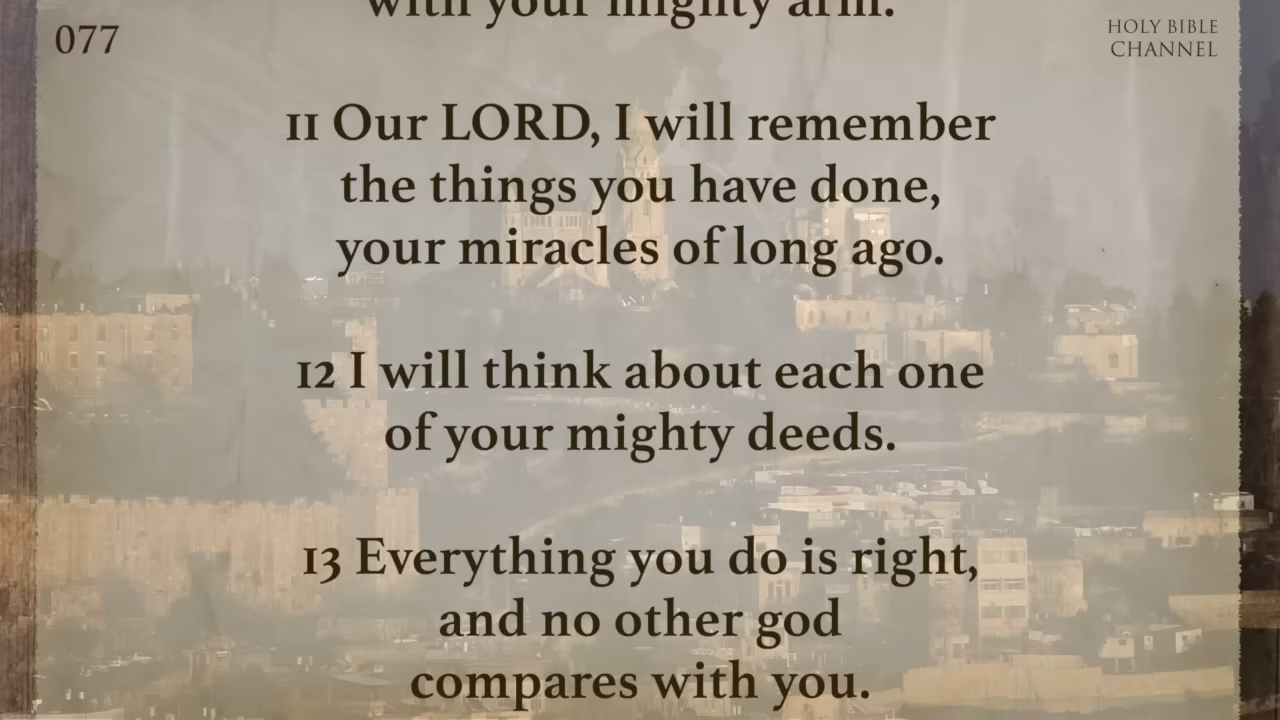 with your mighty arm.
077
HOLY BIBLE
CHANNEL
11 Our LORD, I will remember
the things you have done,
your miracles of long ago.
12 I will think about each one
of your mighty deeds.
13 Everything you do is right,
and no other god
compares with you.